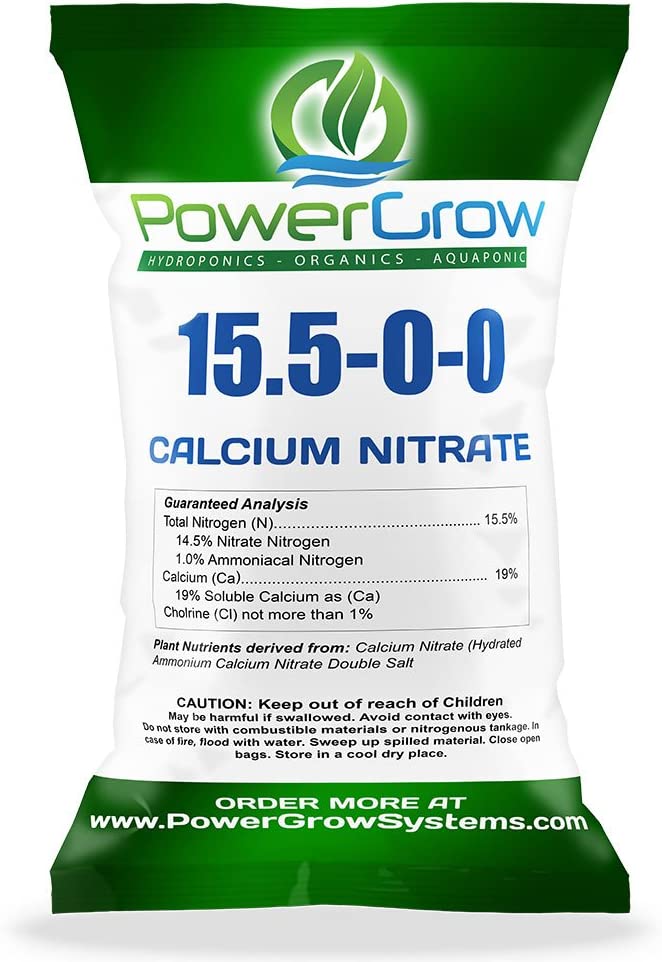 PowerGrow
HYDROPONICS - ORGANICS - AQUAPONIC
15.5-0-0
CALCIUM NITRATE
Guaranteed Analysis
Total Nitrogen (N)................................................ 15.5%
14.5% Nitrate Nitrogen
1.0% Ammoniacal Nitrogen
Calcium (Ca)......................................................... 19%
19% Soluble Calcium as (Ca)
Cholrine (Cl) not more than 1%
Plant Nutrients derived from: Calcium Nitrate (Hydrated
Ammonium Calcium Nitrate Double Salt
CAUTION: Keep out of reach of Children
May be harmful if swallowed. Avoid contact with eyes.
Do not store with combustible materials or nitrogenous tankage. In
case of fire, flood with water. Sweep up spilled material. Close open
bags. Store in a cool dry place.
ORDER MORE AT
www.PowerGrowSystems.com